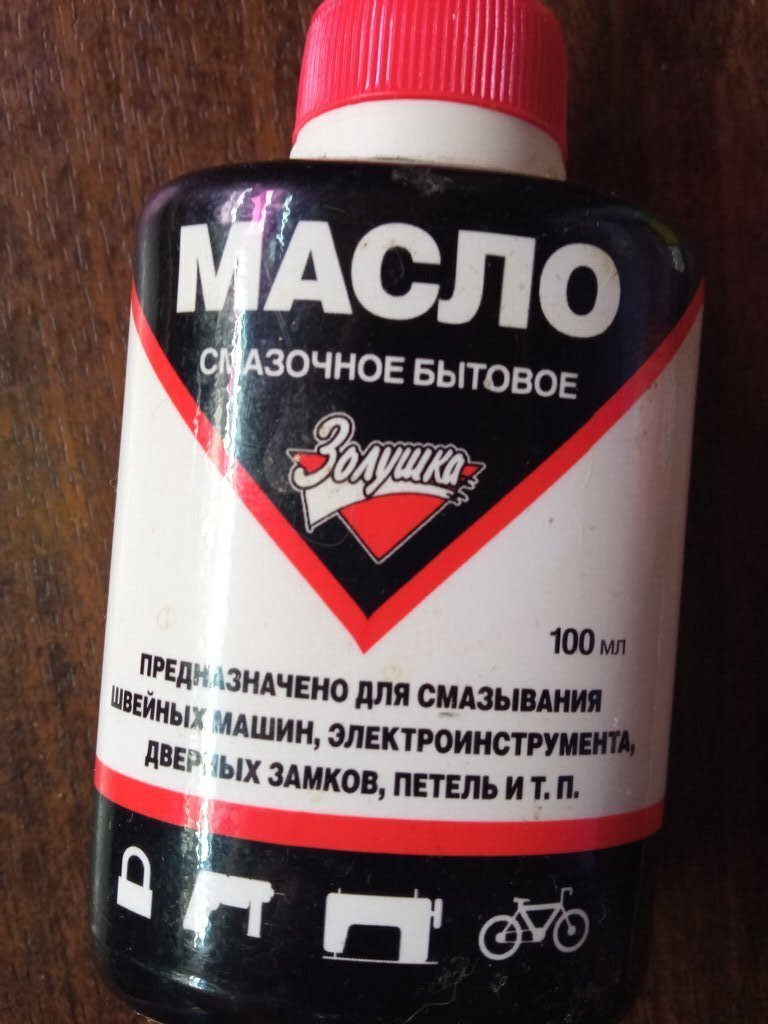 МАСЛО
СМАЗОЧНОЕ БЫТОВОЕ
Золушка
100 мл
ПРЕДНАЗНАЧЕНО ДЛЯ СМАЗЫВАНИЯ
ШВЕЙНЫХ МАШИН, ЭЛЕКТРОИНСТРУМЕНТА,
ДВЕРНЫХ ЗАМКОВ, ПЕТЕЛЬ И Т. П.